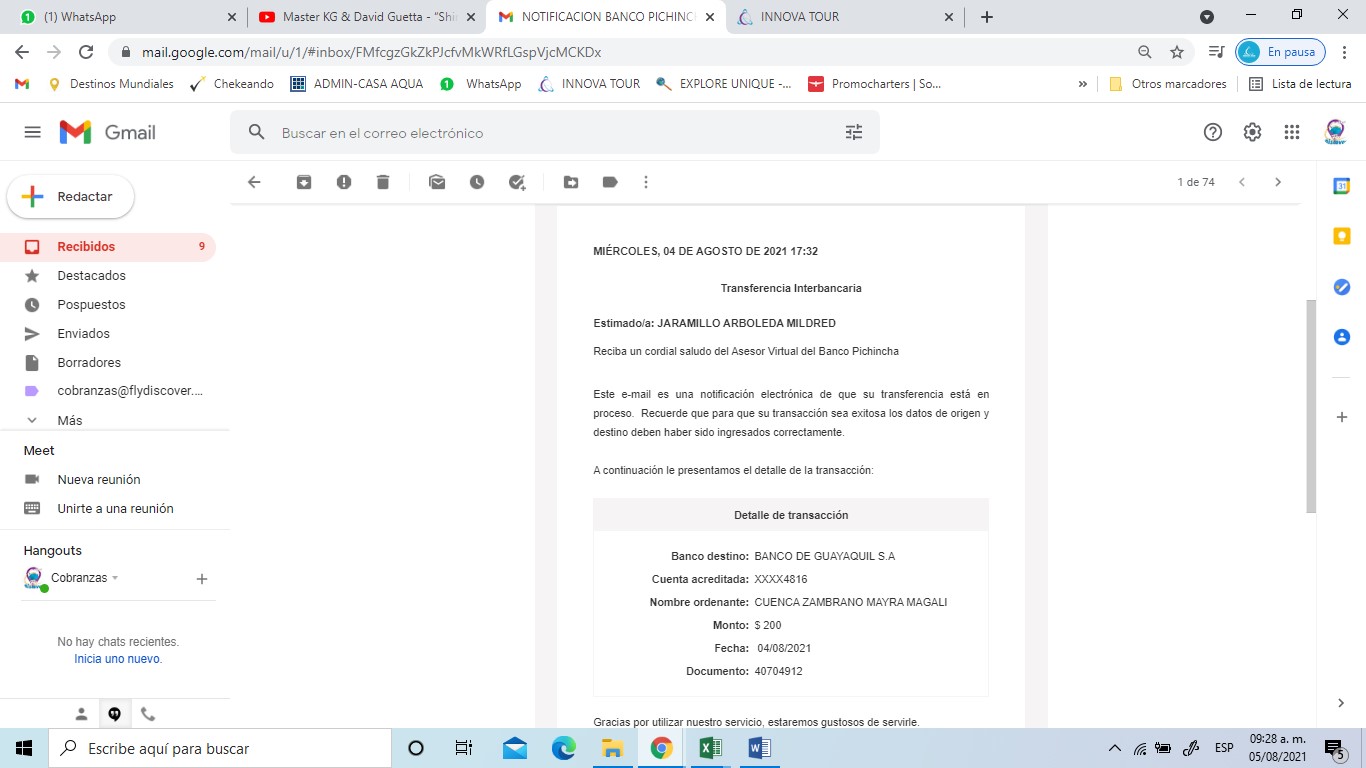 (1) WhatsApp
Master KG & David Guetta - "Shi
NOTIFICACION BANCO PICHINC
INNOVA TOUR
mail.google.com/mail/u/1/#inbox/FMfcgzGkZkPJcfvMkWRfLGspVjcMCKDx
En pausa
Destinos Mundiales
Chekeando
ADMIN-CASA AQUA
WhatsApp
INNOVA TOUR
EXPLORE UNIQUE -...
Promocharters | So...
»
Otros marcadores
Lista de lectura
Gmail
Buscar en el correo electrónico
1 de 74
Redactar
Recibidos 9
Destacados
Pospuestos
Enviados
Borradores
cobranzas@flydiscover....
Más
Meet
Nueva reunión
Unirte a una reunión
Hangouts
Cobranzas
No hay chats recientes.
Inicia uno nuevo.
MIÉRCOLES, 04 DE AGOSTO DE 2021 17:32
Transferencia Interbancaria
Estimado/a: JARAMILLO ARBOLEDA MILDRED
Reciba un cordial saludo del Asesor Virtual del Banco Pichincha
Este e-mail es una notificación electrónica de que su transferencia está en
proceso. Recuerde que para que su transacción sea exitosa los datos de origen y
destino deben haber sido ingresados correctamente.
A continuación le presentamos el detalle de la transacción:
Detalle de transacción
Banco destino: BANCO DE GUAYAQUIL S.A
Cuenta acreditada: XXXX4816
Nombre ordenante: CUENCA ZAMBRANO MAYRA MAGALI
Monto: $ 200
Fecha: 04/08/2021
Documento: 40704912
Gracias por utilizar nuestro servicio, estaremos gustosos de servirle.
31
Escribe aquí para buscar
ESP
09:28 a. m.
05/08/2021
5